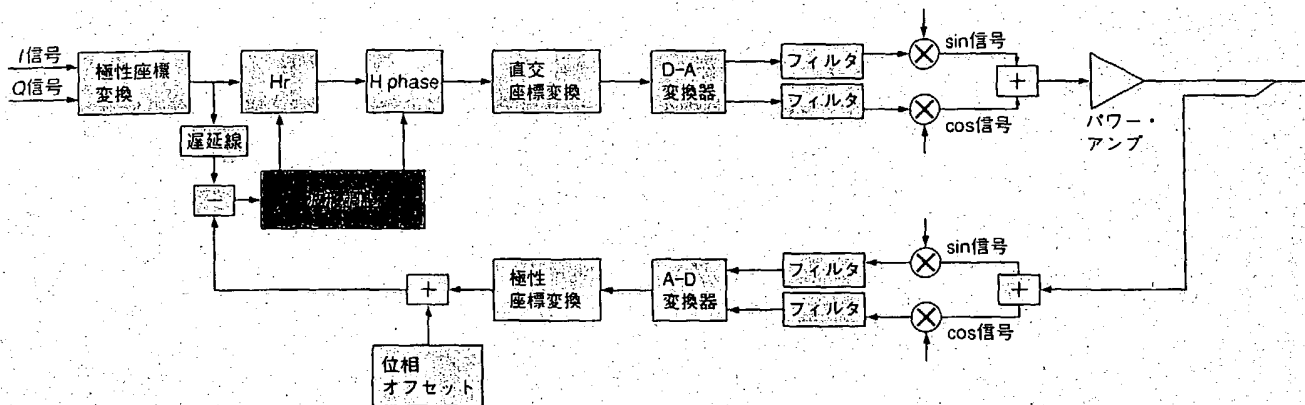 I信号
Q信号
極性座標
変換
Hr
H phase
直交
座標変換
D-A
変換器
フィルタ
フィルタ
sin信号
cos信号
+
パワー・
アンプ
遅延線
−
sin信号
cos信号
+
フィルタ
フィルタ
A-D
変換器
極性
座標変換
+
位相
オフセット